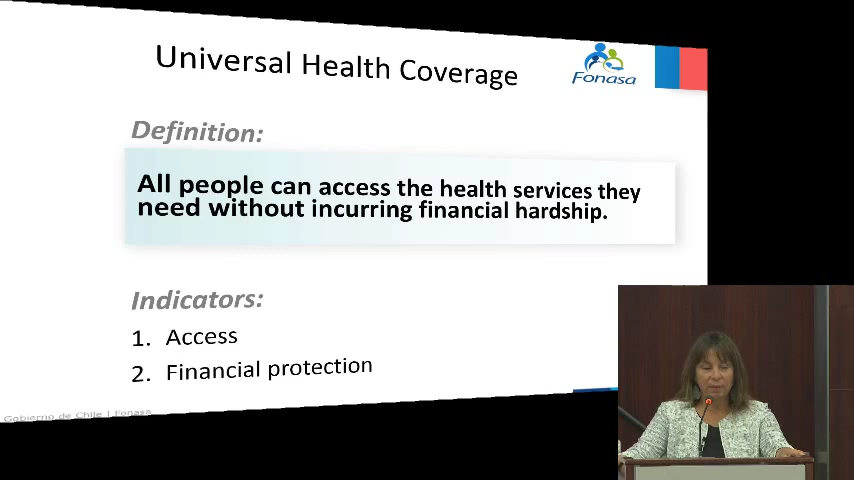 Universal Health Coverage
Fonasa
Definition:
All people can access the health services they
need without incurring financial hardship.
Indicators:
1. Access
2. Financial protection
Gobierno de Chile | Fonasa